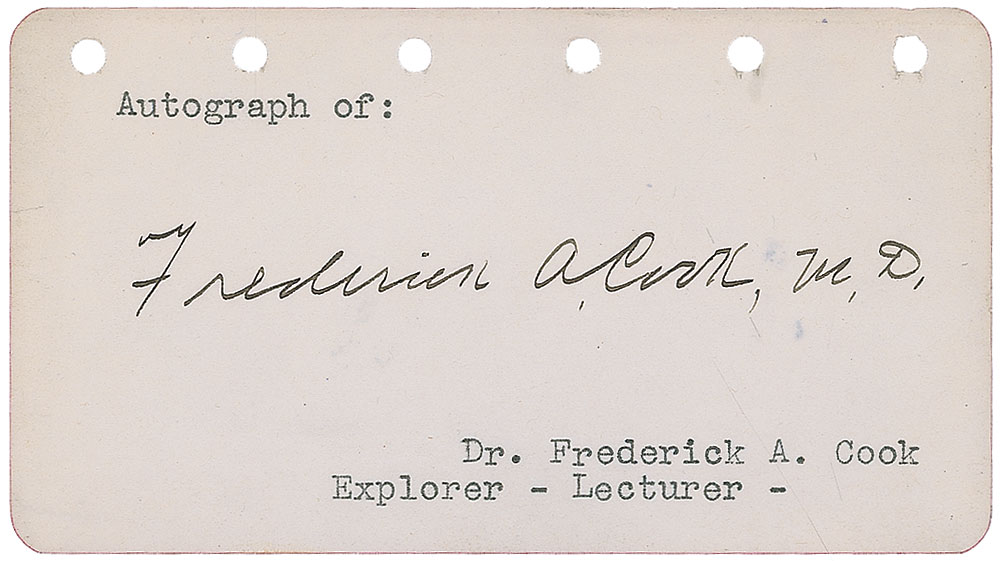 Autograph of:
Frederick A. Cook, M.D.
Dr. Frederick A. Cook
Explorer - Lecturer -